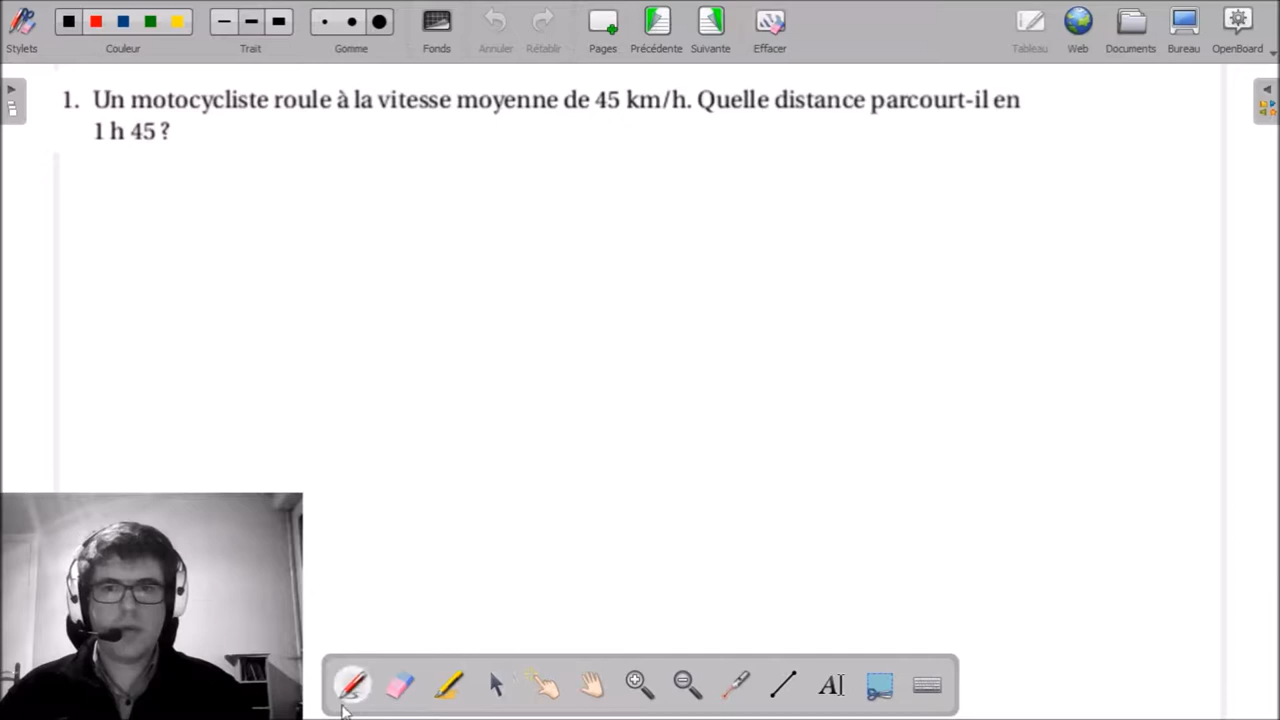 Stylets
Couleur
Trait
Gomme
Fonds
Annuler
Rétablir
Pages
Précédente
Suivante
Effacer
Tableau
Web
Documents
Bureau
OpenBoard
1. Un motocycliste roule à la vitesse moyenne de 45 km/h. Quelle distance parcourt-il en
1 h 45 ?
AI